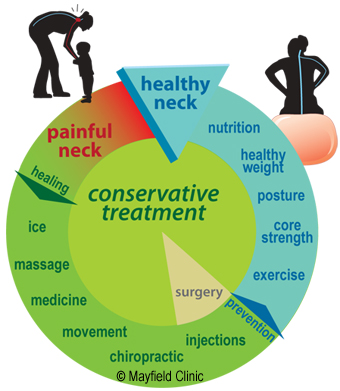 healthy
neck
painful
neck
nutrition
healthy
weight
posture
core
strength
exercise
prevention
healing
conservative
treatment
surgery
ice
massage
medicine
movement
chiropractic
injections
© Mayfield Clinic